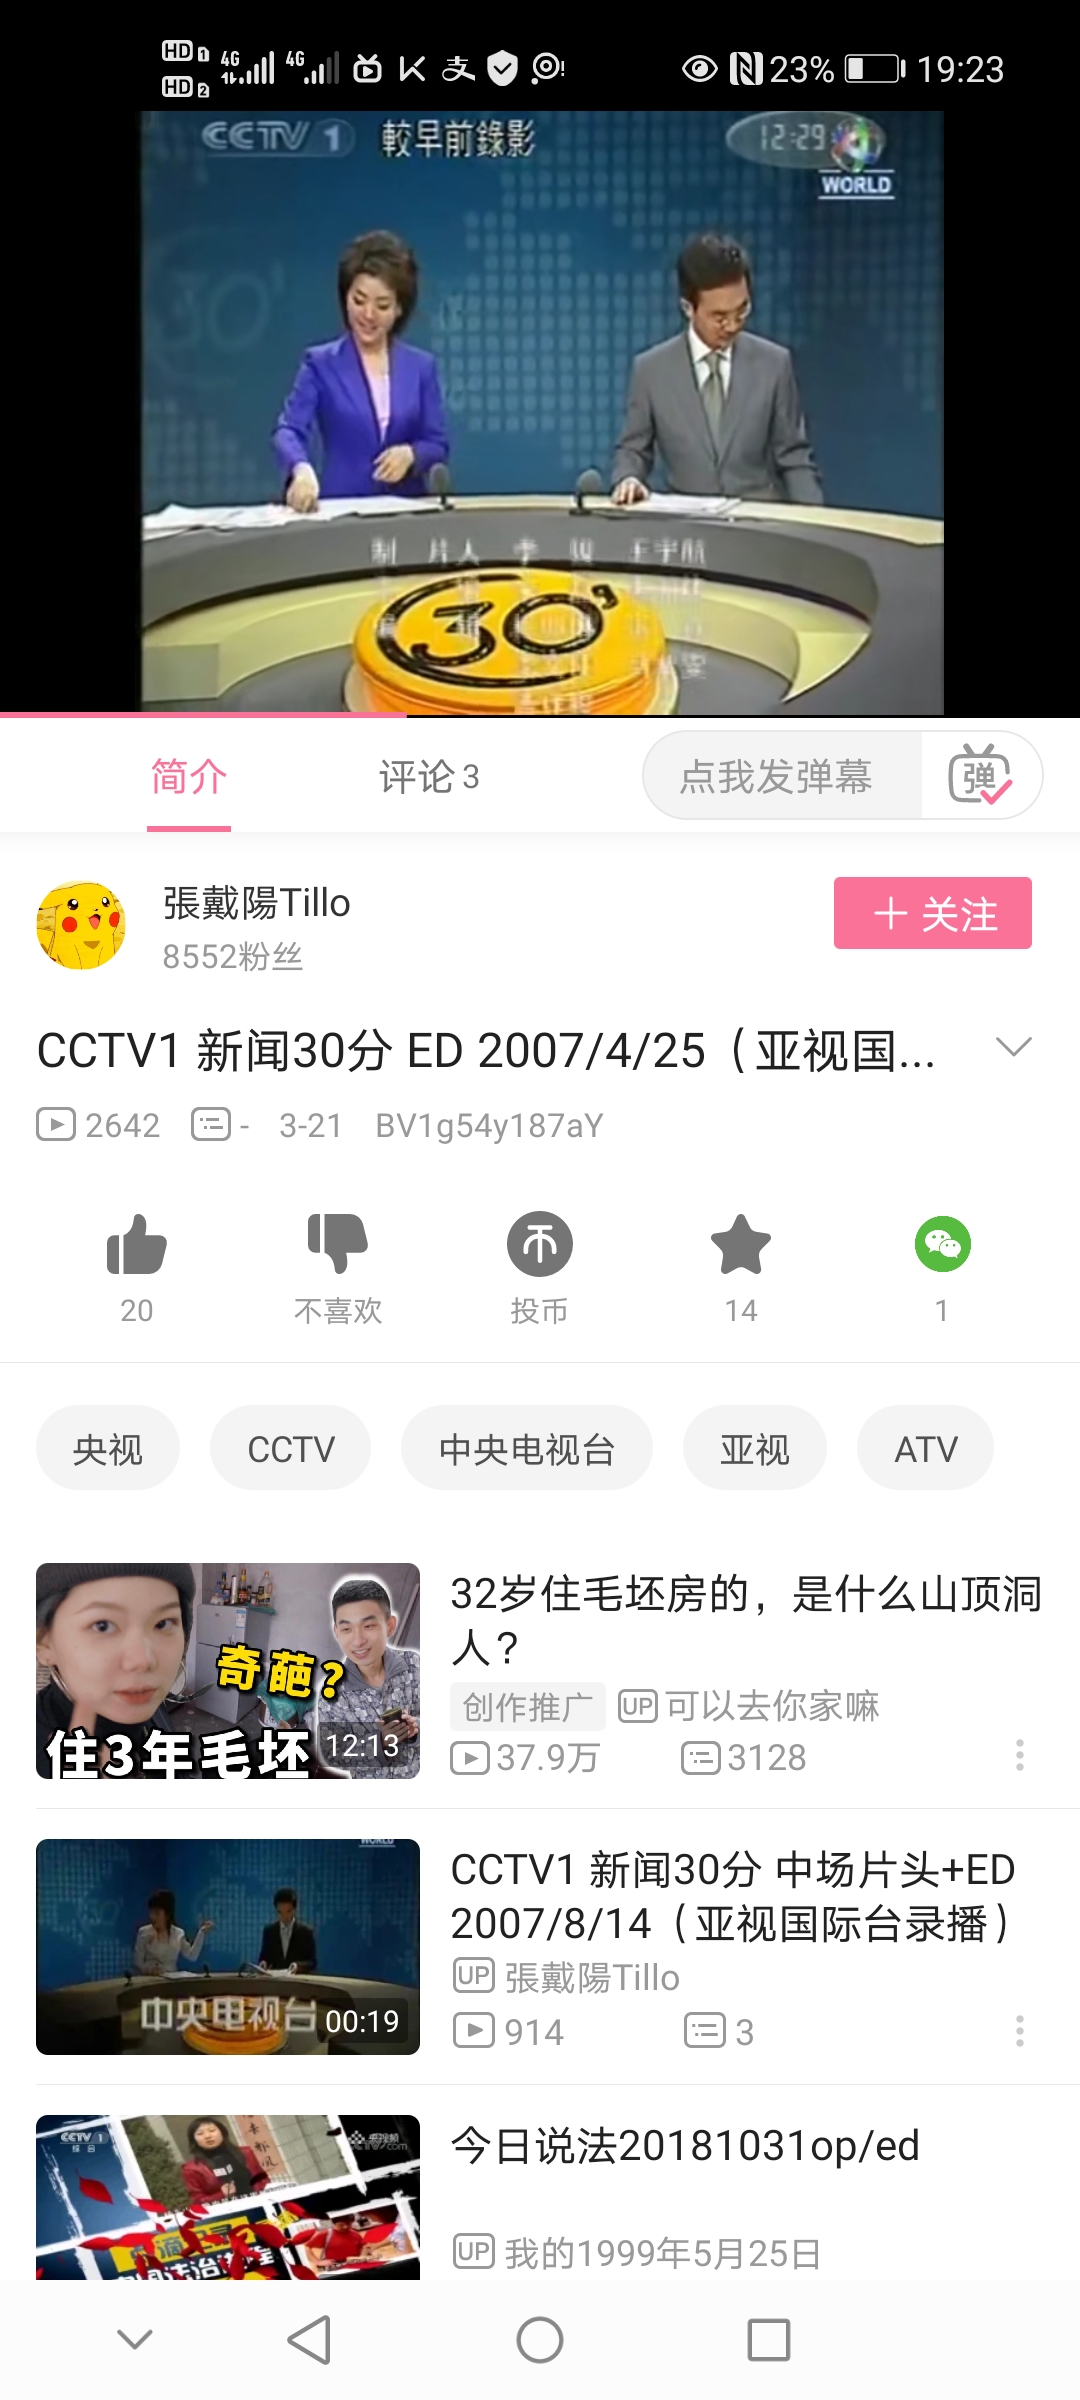 HD 1 4G 4G 23% 19:23
HD 2
CCTV 1 較早前錄影 12:29
WORLD
制 片人 李 王宇航
30'
简介 评论 3 点我发弹幕 弹
張戴陽Tillo
8552粉丝
+ 关注
CCTV1 新闻30分 ED 2007/4/25（亚视国...
2642 - 3-21 BV1g54y187aY
20 不喜欢 投币 14 1
央视 CCTV 中央电视台 亚视 ATV
奇葩?
住3年毛坯 12:13
32岁住毛坯房的，是什么山顶洞
人？
创作推广 UP 可以去你家嘛
37.9万 3128
WORLD
中央电视台 00:19
CCTV1 新闻30分 中场片头+ED
2007/8/14（亚视国际台录播）
UP 張戴陽Tillo
914 3
CCTV 1
综合
央视频
今日说法20181031op/ed
UP 我的1999年5月25日